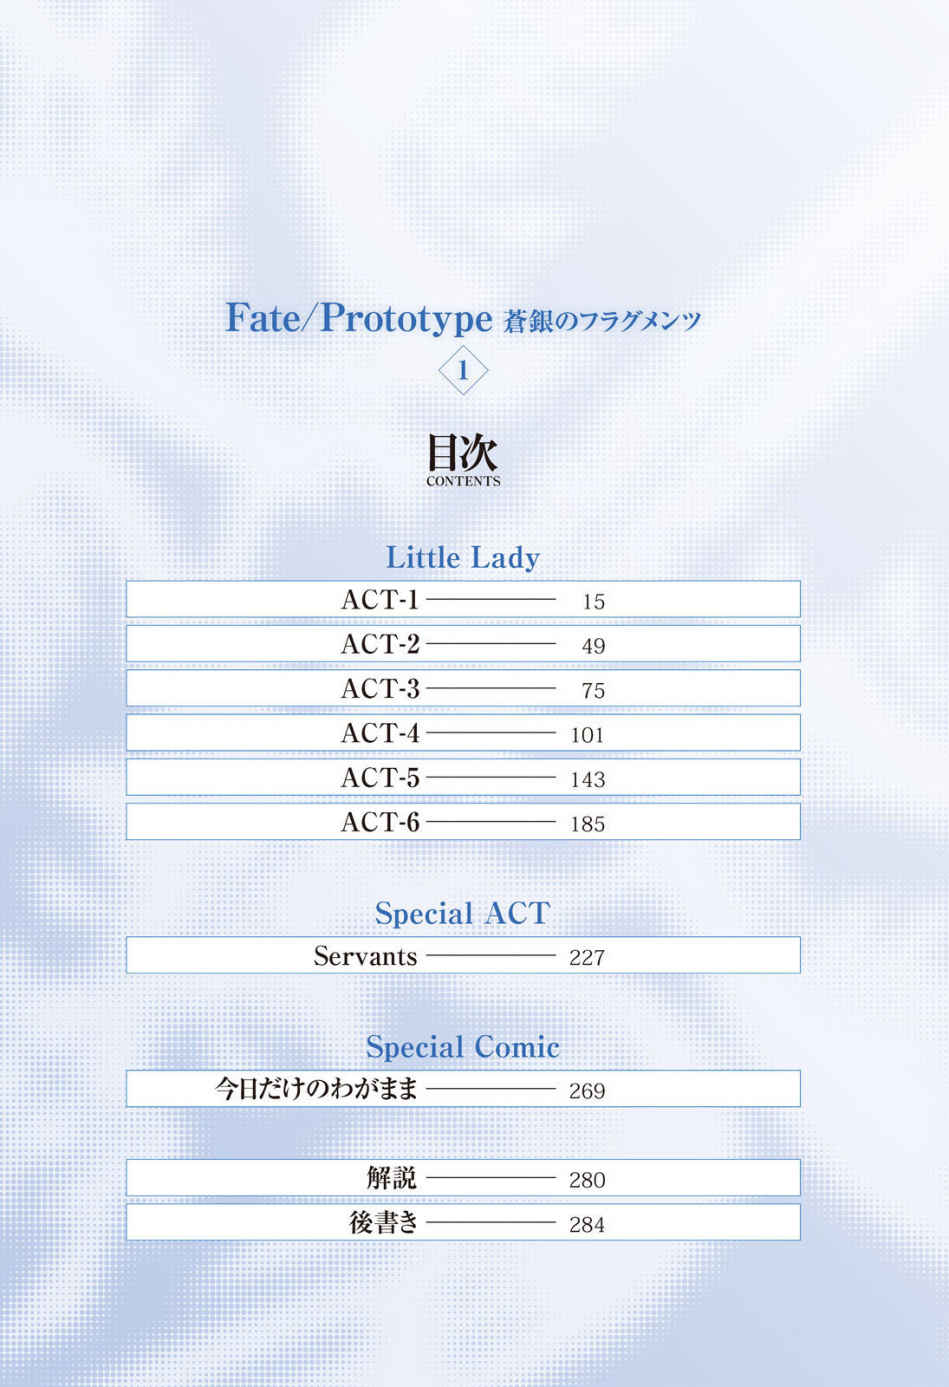 Fate/Prototype 蒼銀のフラグメンツ
1
目次
CONTENTS
Little Lady
ACT-1 15
ACT-2 49
ACT-3 75
ACT-4 101
ACT-5 143
ACT-6 185
Special ACT
Servants 227
Special Comic
今日だけのわがまま 269
解説 280
後書き 284